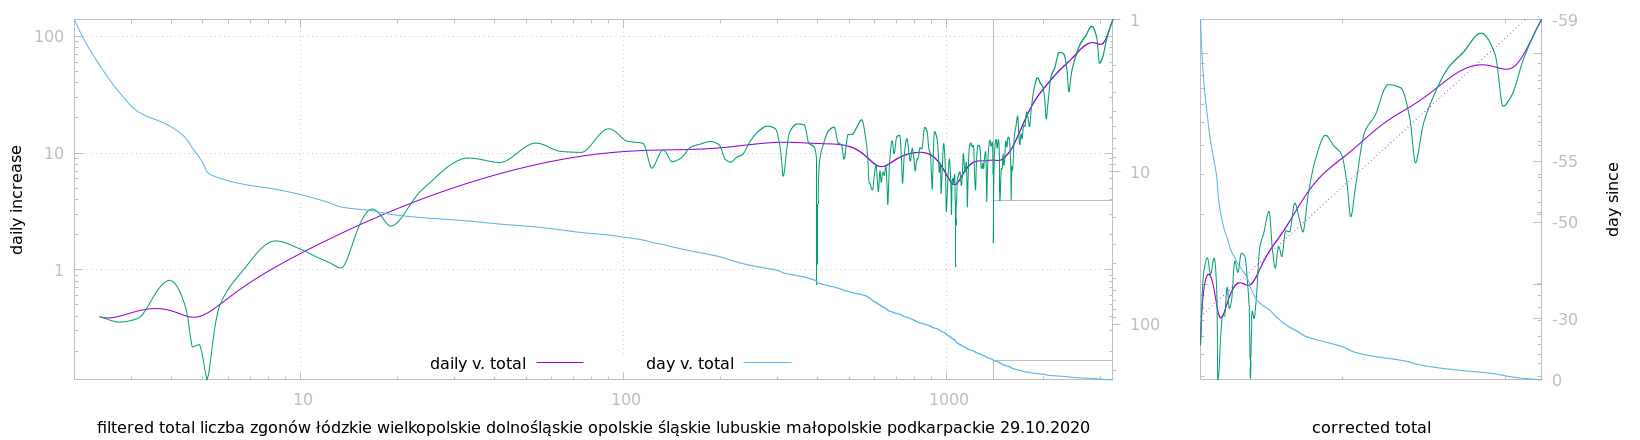 100
10
1
daily increase
10
100
1000
1
10
100
daily v. total
day v. total
filtered total liczba zgonów łódzkie wielkopolskie dolnośląskie opolskie śląskie lubuskie małopolskie podkarpackie 29.10.2020
-59
-55
-50
-30
0
day since
corrected total